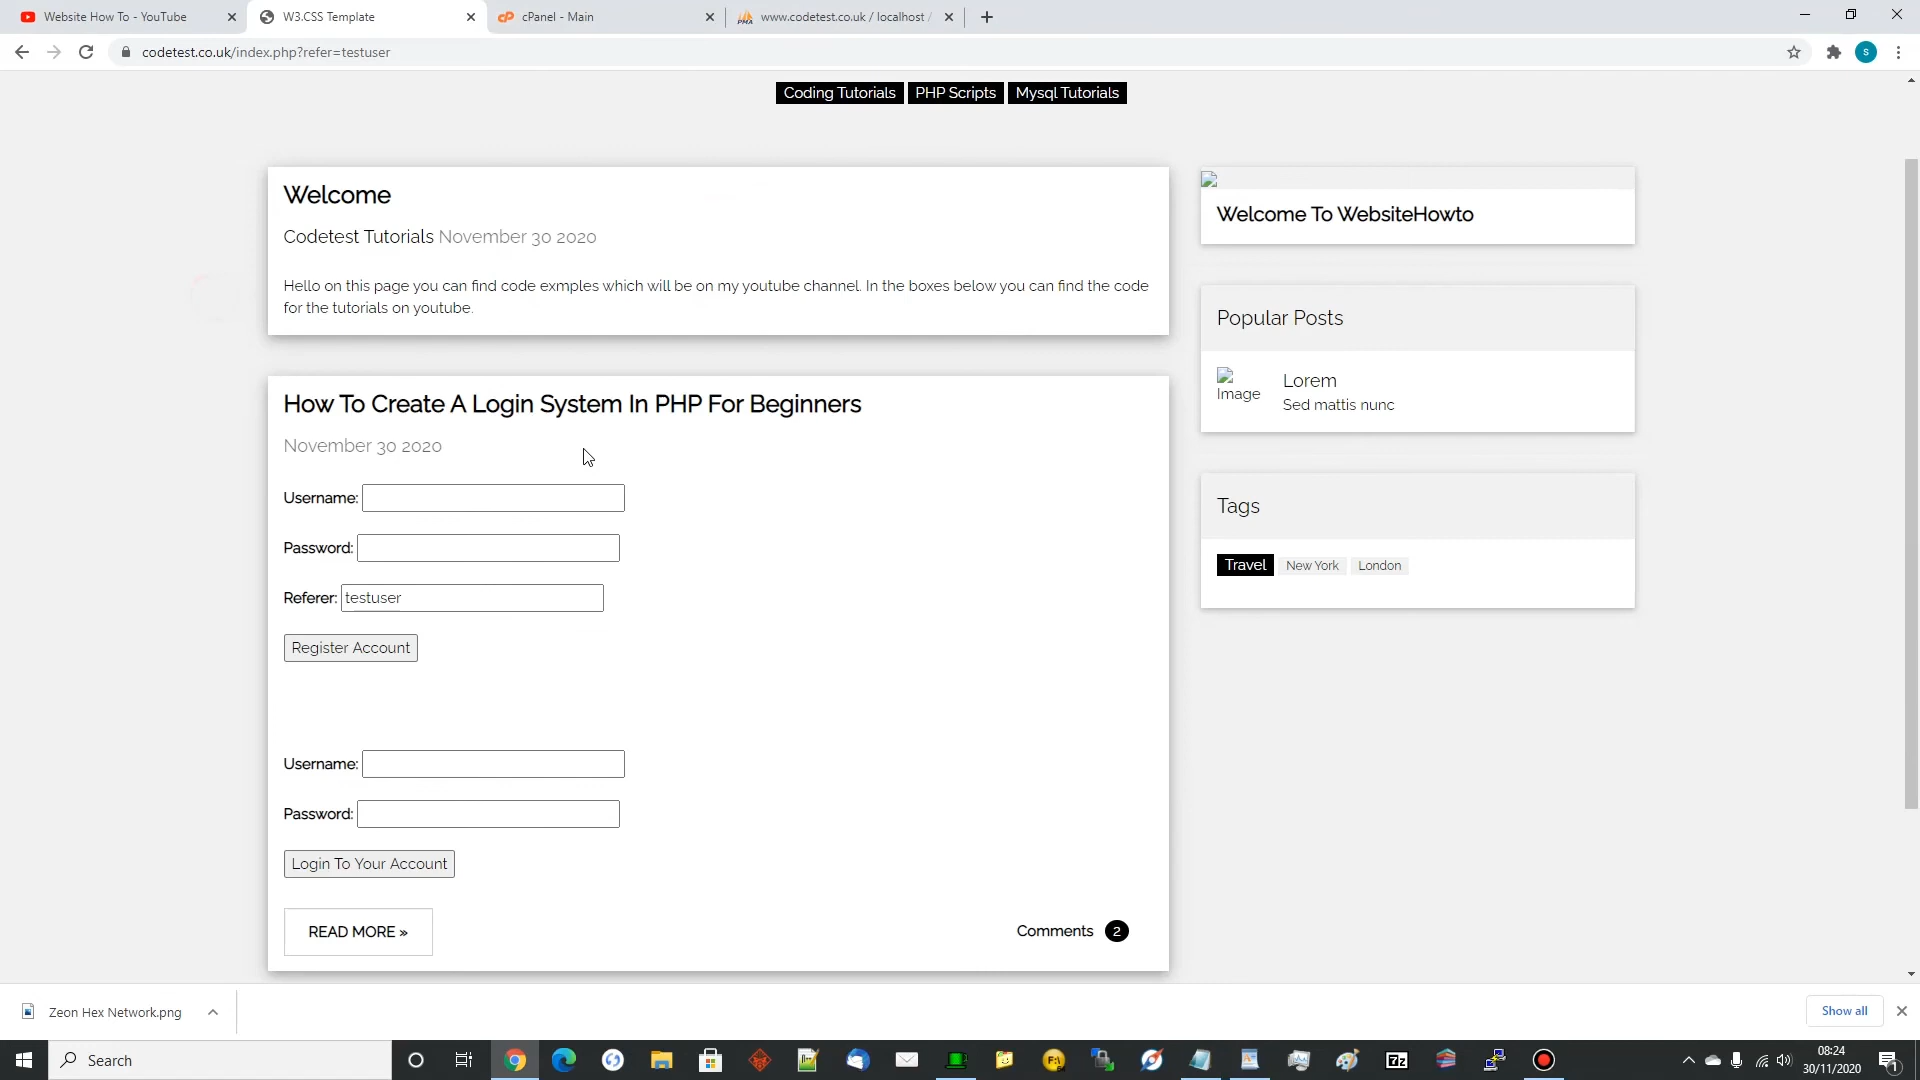 Website How To - YouTube
W3.CSS Template
cPanel - Main
www.codetest.co.uk / localhost /
codetest.co.uk/index.php?refer=testuser
S
Coding Tutorials PHP Scripts Mysql Tutorials
Welcome
Codetest Tutorials November 30 2020
Hello on this page you can find code exmples which will be on my youtube channel. In the boxes below you can find the code
for the tutorials on youtube.
How To Create A Login System In PHP For Beginners
November 30 2020
Username:
Password:
Referer: testuser
Register Account
Username:
Password:
Login To Your Account
READ MORE »
Comments 2
Welcome To WebsiteHowto
Popular Posts
Image
Lorem
Sed mattis nunc
Tags
Travel New York London
Zeon Hex Network.png
Show all
Search
08:24
30/11/2020